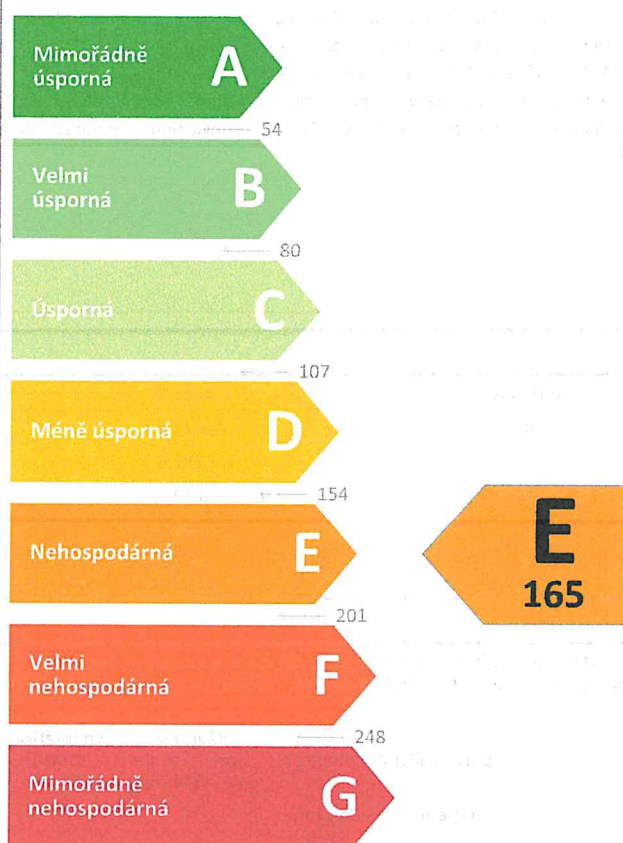 Mimořádně
úsporná
A
54
Velmi
úsporná
B
80
Úsporná
C
107
Méně úsporná
D
154
Nehospodárná
E
E
165
201
Velmi
nehospodárná
F
248
Mimořádně
nehospodárná
G